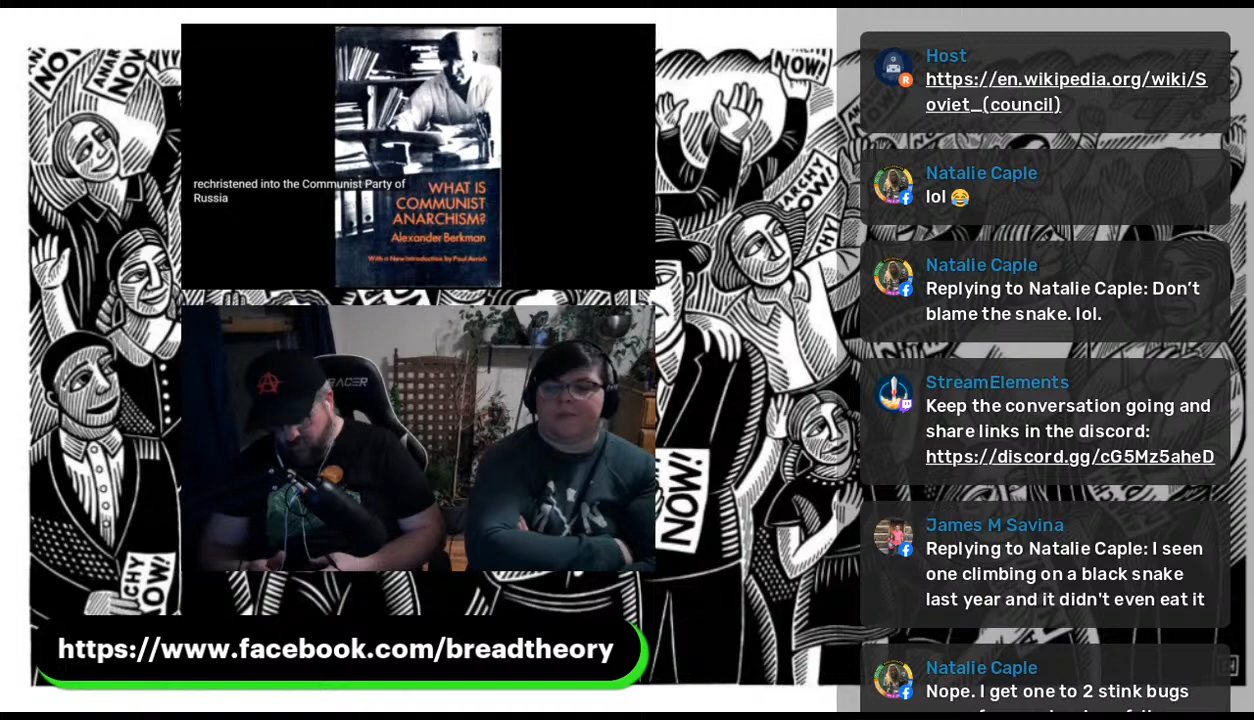 rechristened into the Communist Party of
Russia
WHAT IS
COMMUNIST
ANARCHISM?
Alexander Berkman
With a New Introduction by Paul Avrich
NOW!
NOW!
NOW!
NOW!
ANARCHY
NOW!
CHY
NOW!
RACER
https://www.facebook.com/breadtheory
Host
https://en.wikipedia.org/wiki/S
oviet_(council)
Natalie Caple
lol 😂
Natalie Caple
Replying to Natalie Caple: Don’t
blame the snake. lol.
StreamElements
Keep the conversation going and
share links in the discord:
https://discord.gg/cG5Mz5aheD
James M Savina
Replying to Natalie Caple: I seen
one climbing on a black snake
last year and it didn't even eat it
Natalie Caple
Nope. I get one to 2 stink bugs